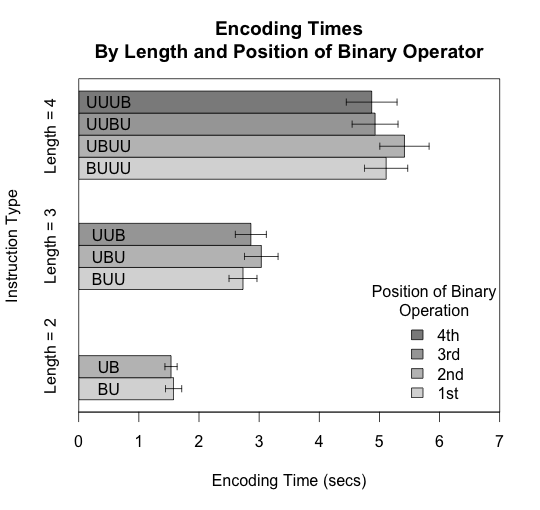 Encoding Times
By Length and Position of Binary Operator
Instruction Type
Length = 4
UUUB
UUBU
UBUU
BUUU
Length = 3
UUB
UBU
BUU
Length = 2
UB
BU
Position of Binary
Operation
4th
3rd
2nd
1st
0 1 2 3 4 5 6 7
Encoding Time (secs)